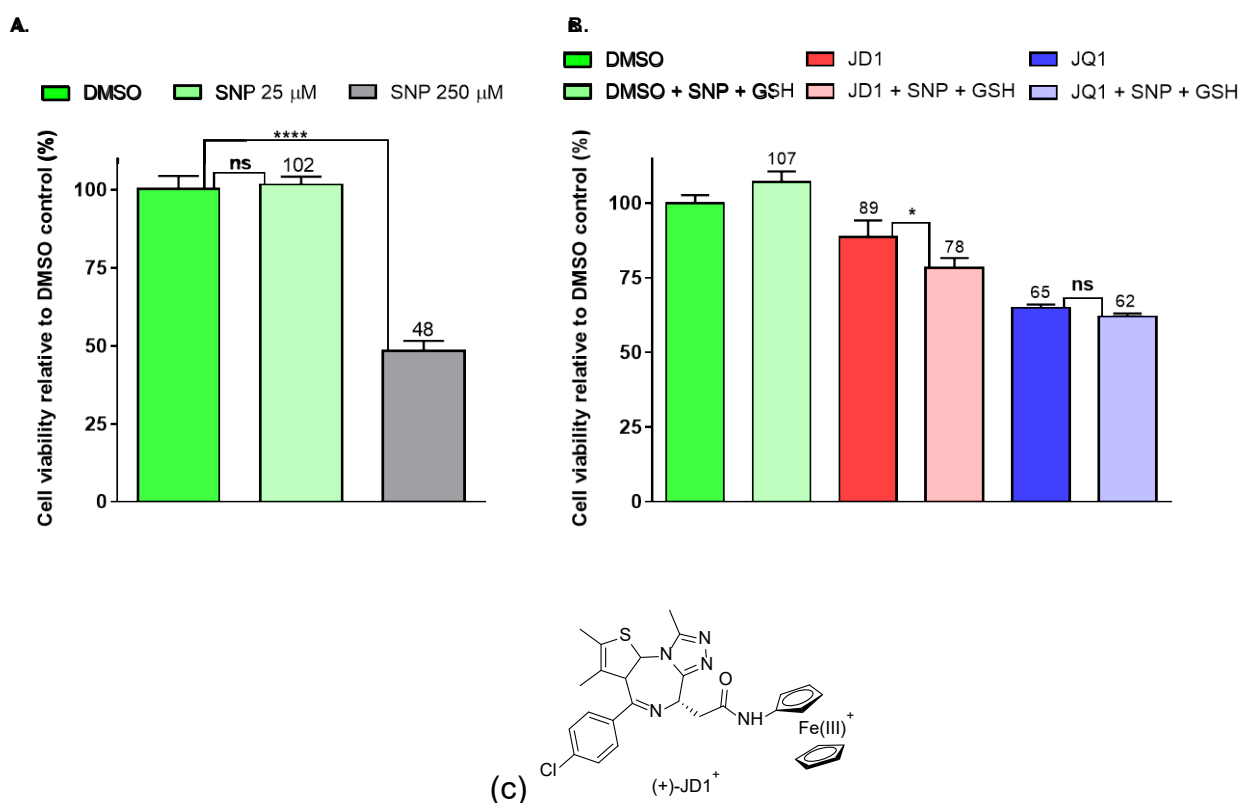 A.
DMSO SNP 25 μM SNP 250 μM
Cell viability relative to DMSO control (%)
100
75
50
25
0
ns
****
102
48
B.
DMSO JD1 JQ1
DMSO + SNP + GSH JD1 + SNP + GSH JQ1 + SNP + GSH
Cell viability relative to DMSO control (%)
100
75
50
25
0
107
89
*
78
65
ns
62
S
N
N
N
N
O
NH
Fe(III)+
Cl
(c)
(+)-JD1+